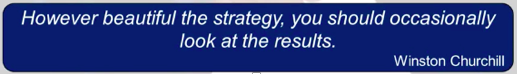 However beautiful the strategy, you should occasionally
look at the results.
Winston Churchill